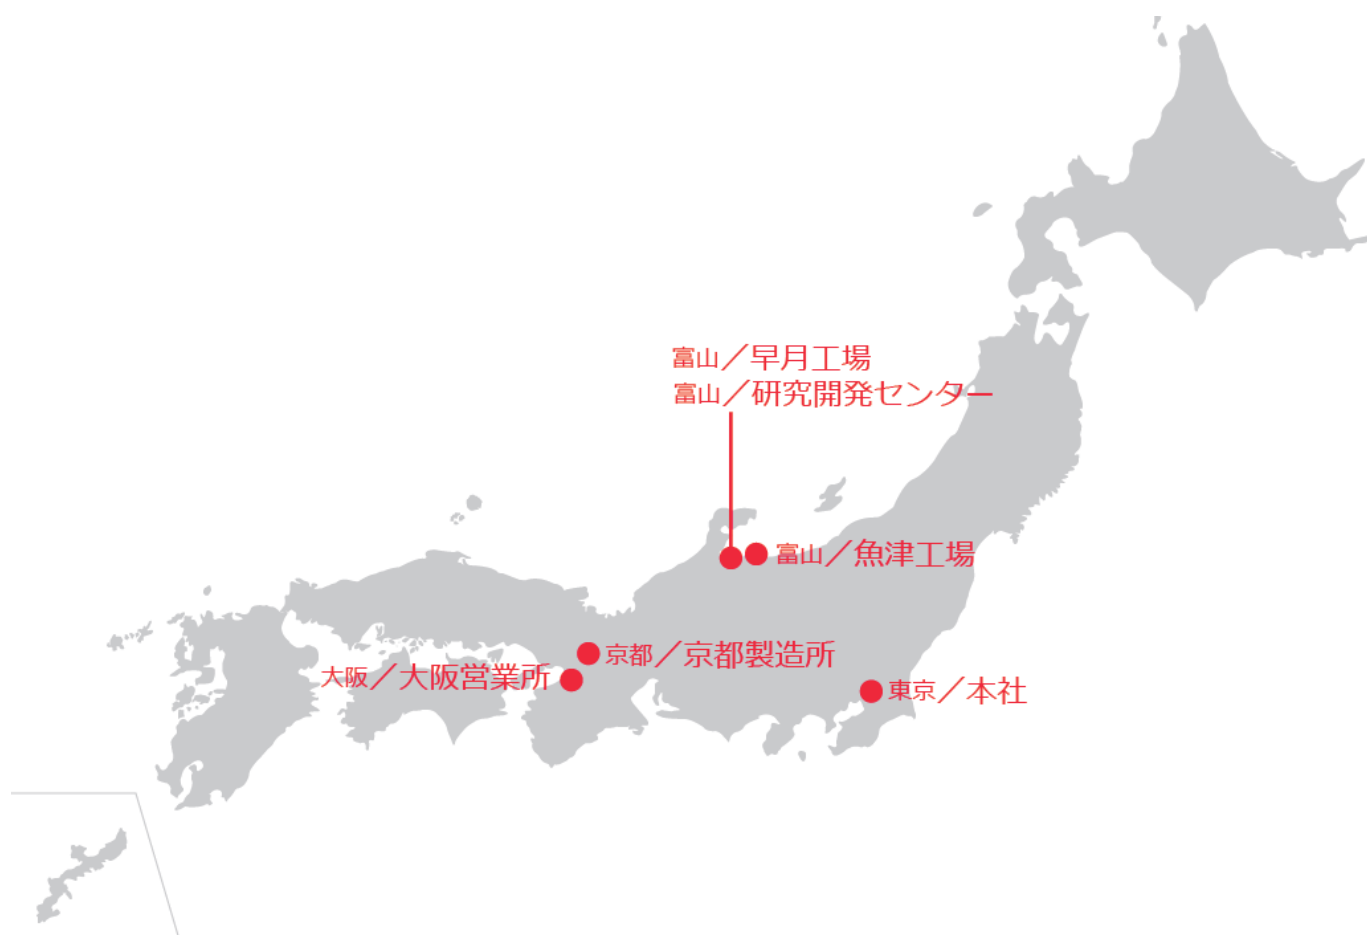 富山／早月工場
富山／研究開発センター
富山／魚津工場
京都／京都製造所
大阪／大阪営業所
東京／本社